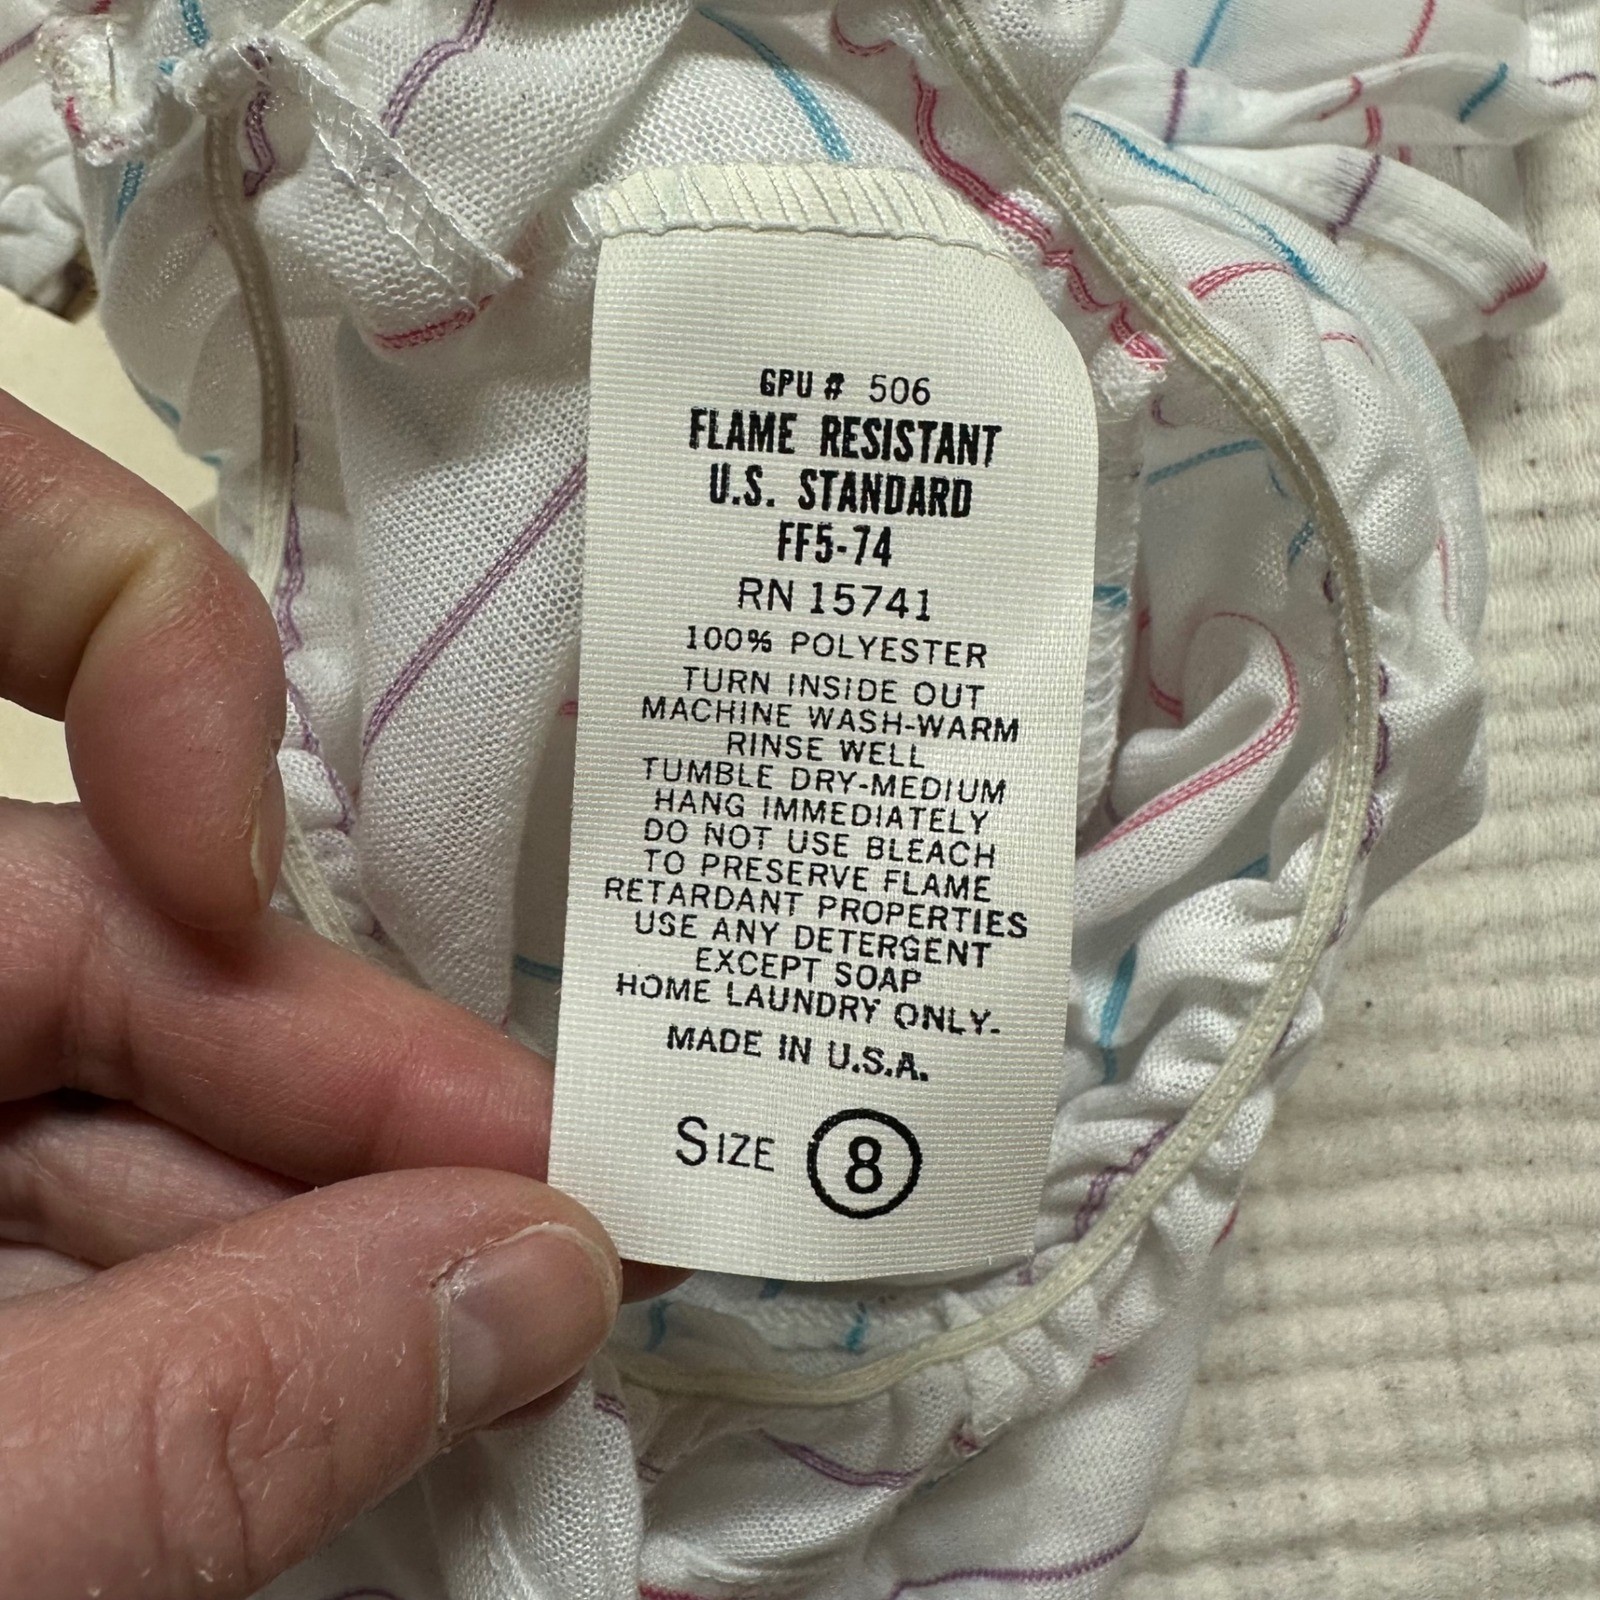 GPU # 506
FLAME RESISTANT
U.S. STANDARD
FF5-74
RN 15741
100% POLYESTER
TURN INSIDE OUT
MACHINE WASH-WARM
RINSE WELL
TUMBLE DRY-MEDIUM
HANG IMMEDIATELY
DO NOT USE BLEACH
TO PRESERVE FLAME
RETARDANT PROPERTIES
USE ANY DETERGENT
EXCEPT SOAP
HOME LAUNDRY ONLY-
MADE IN U.S.A.
SIZE 8